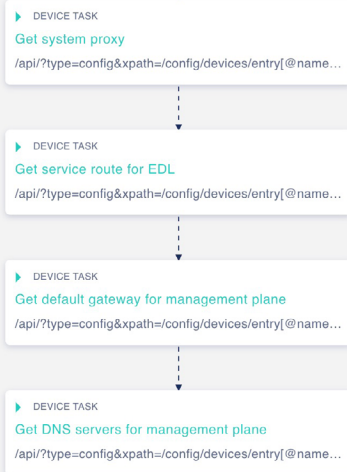 DEVICE TASK
Get system proxy
/api/?type=config&xpath=/config/devices/entry[@name...
DEVICE TASK
Get service route for EDL
/api/?type=config&xpath=/config/devices/entry[@name...
DEVICE TASK
Get default gateway for management plane
/api/?type=config&xpath=/config/devices/entry[@name...
DEVICE TASK
Get DNS servers for management plane
/api/?type=config&xpath=/config/devices/entry[@name...